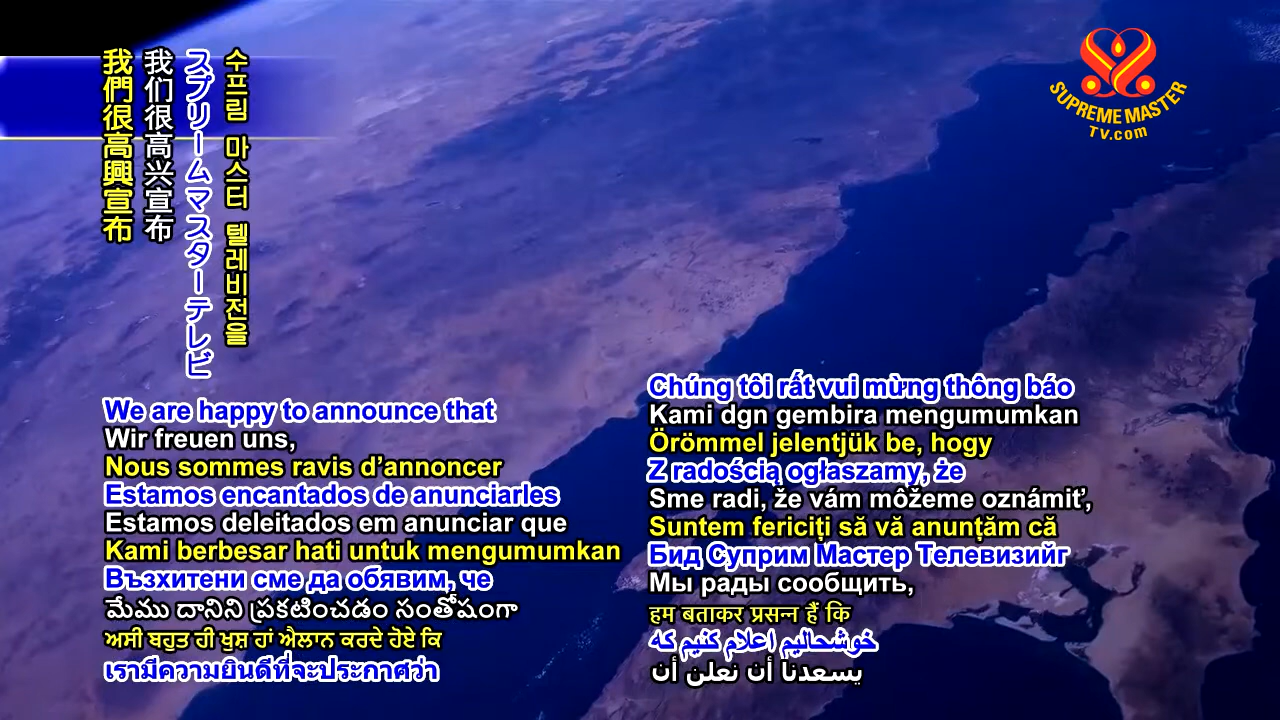 我們很高興宣布
我们很高兴宣布
スプリームマスターテレビ
수프림 마스터 텔레비전을
SUPREME MASTER
TV.com
We are happy to announce that
Wir freuen uns,
Nous sommes ravis d’annoncer
Estamos encantados de anunciarles
Estamos deleitados em anunciar que
Kami berbesar hati untuk mengumumkan
Възхитени сме да обявим, че
మేము దానిని ప్రకటించడం సంతోషంగా
ਅਸੀ ਬਹੁਤ ਹੀ ਖੁਸ਼ ਹਾਂ ਐਲਾਨ ਕਰਦੇ ਹੋਏ ਕਿ
เรามีความยินดีที่จะประกาศว่า
Chúng tôi rất vui mừng thông báo
Kami dgn gembira mengumumkan
Örömmel jelentjük be, hogy
Z radością ogłaszamy, że
Sme radi, že vám môžeme oznámiť,
Suntem fericiți să vă anunțăm că
Бид Суприм Мастер Телевизийг
Мы рады сообщить,
हम बताकर प्रसन्न हैं कि
خوشحالیم اعلام کنیم که
يسعدنا أن نعلن أن